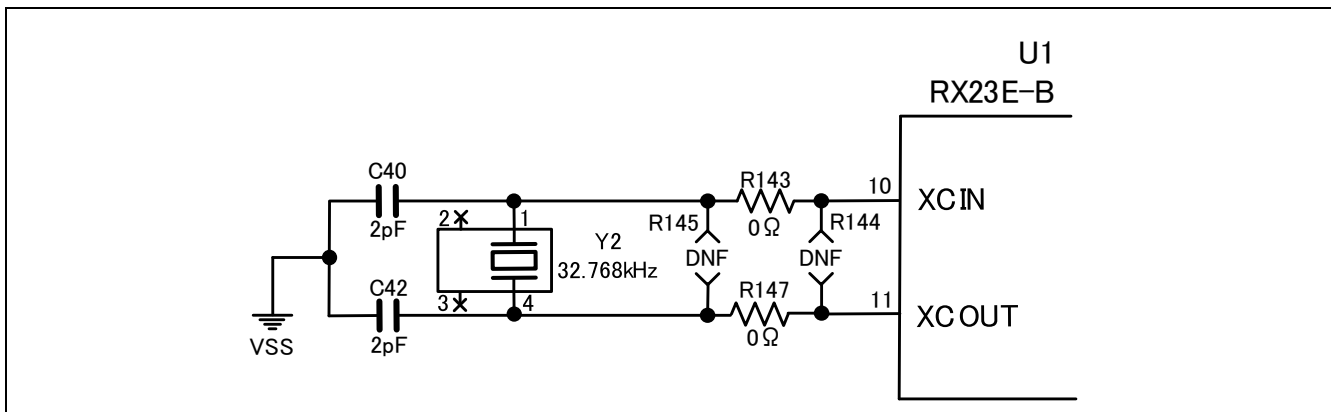 U1
RX23E-B
C40
2pF
2
1
R143
0Ω
10
XCIN
R145
R144
Y2
32.768kHz
DNF
DNF
C42
2pF
3
4
R147
0Ω
11
XCOUT
VSS